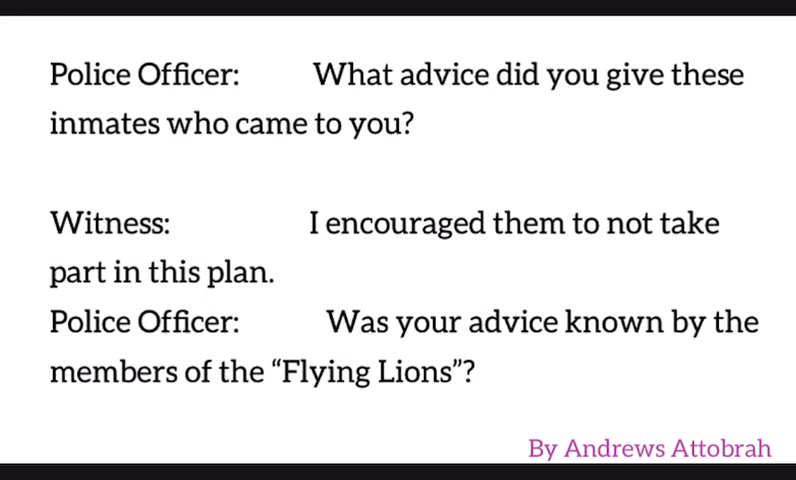 Police Officer: What advice did you give these
inmates who came to you?
Witness: I encouraged them to not take
part in this plan.
Police Officer: Was your advice known by the
members of the “Flying Lions”?
By Andrews Attobrah